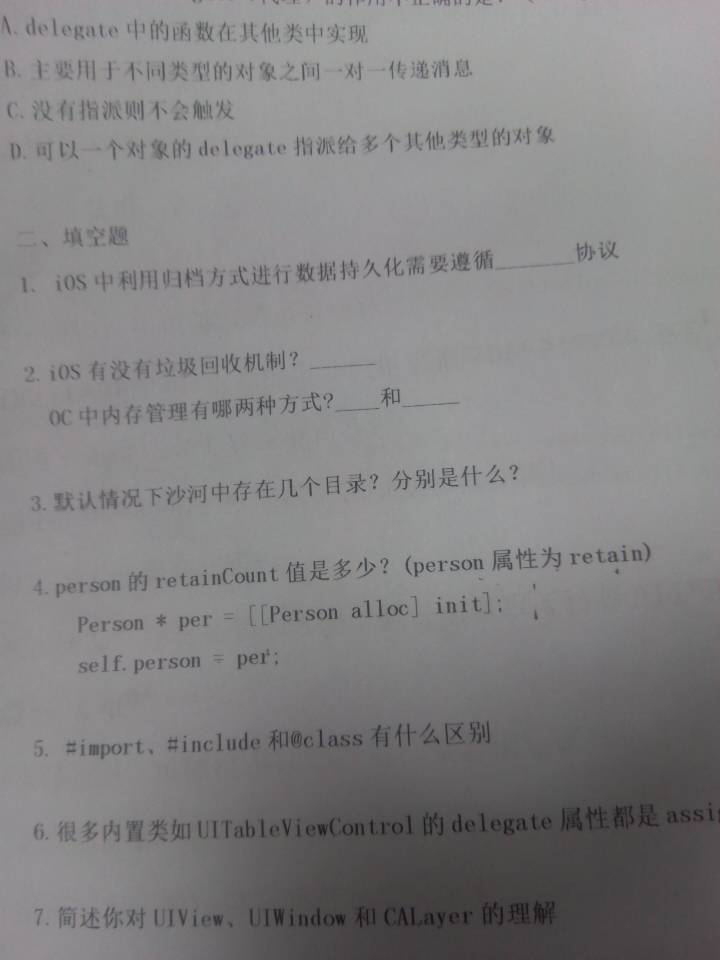 A. delegate 中的函数在其他类中实现
B. 主要用于不同类型的对象之间一对一传递消息
C. 没有指派则不会触发
D. 可以一个对象的 delegate 指派给多个其他类型的对象
二、填空题
1. iOS 中利用归档方式进行数据持久化需要遵循________协议
2. iOS 有没有垃圾回收机制? ______
OC 中内存管理有哪两种方式?____和_____
3. 默认情况下沙河中存在几个目录? 分别是什么?
4. person 的 retainCount 值是多少? (person 属性为 retain)
Person * per = [[Person alloc] init];
self.person = per;
5. #import、#include 和@class 有什么区别
6. 很多内置类如 UITableViewControl 的 delegate 属性都是 assi
7. 简述你对 UIView、UIWindow 和 CALayer 的理解